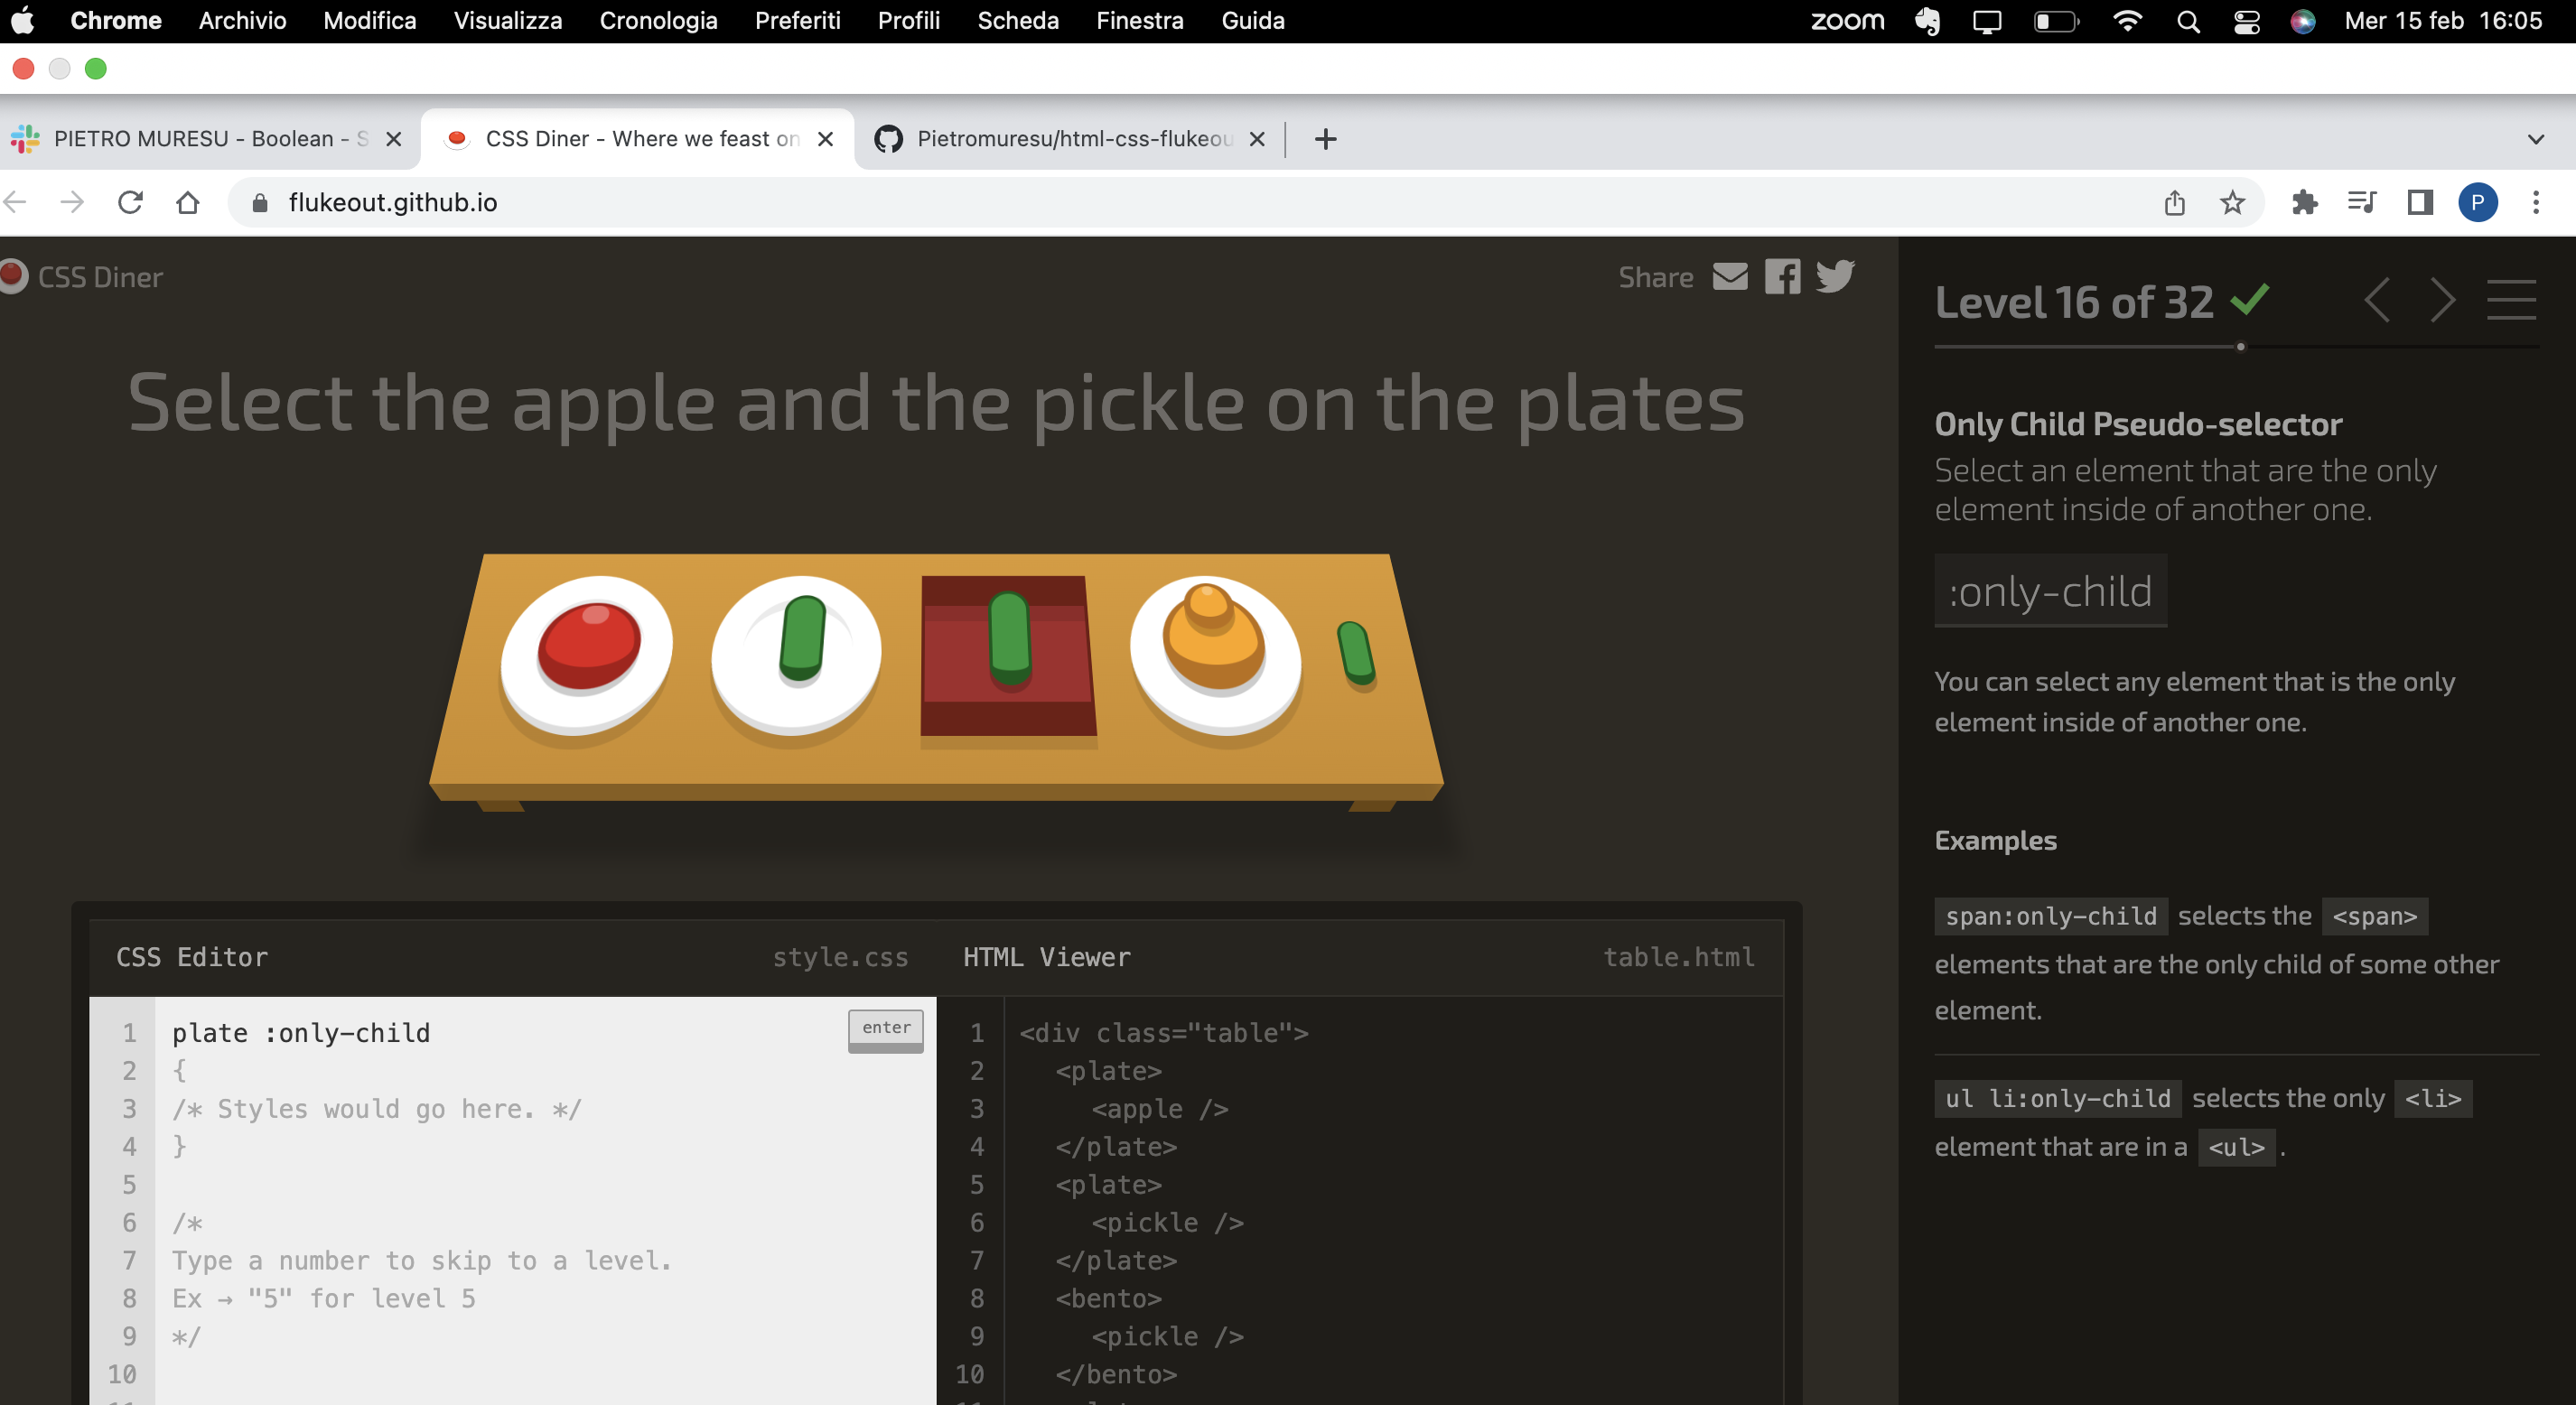 Chrome Archivio Modifica Visualizza Cronologia Preferiti Profili Scheda Finestra Guida zoom Mer 15 feb 16:05
PIETRO MURESU - Boolean - S CSS Diner - Where we feast on Pietromuresu/html-css-flukeou
flukeout.github.io P
CSS Diner Share
Level 16 of 32
Select the apple and the pickle on the plates
Only Child Pseudo-selector
Select an element that are the only
element inside of another one.
:only-child
You can select any element that is the only
element inside of another one.
Examples
span:only-child selects the <span>
elements that are the only child of some other
element.
ul li:only-child selects the only <li>
element that are in a <ul> .
CSS Editor style.css
1 plate :only-child enter
2 {
3 /* Styles would go here. */
4 }
5
6 /*
7 Type a number to skip to a level.
8 Ex → "5" for level 5
9 */
10
HTML Viewer table.html
1 <div class="table">
2 <plate>
3 <apple />
4 </plate>
5 <plate>
6 <pickle />
7 </plate>
8 <bento>
9 <pickle />
10 </bento>